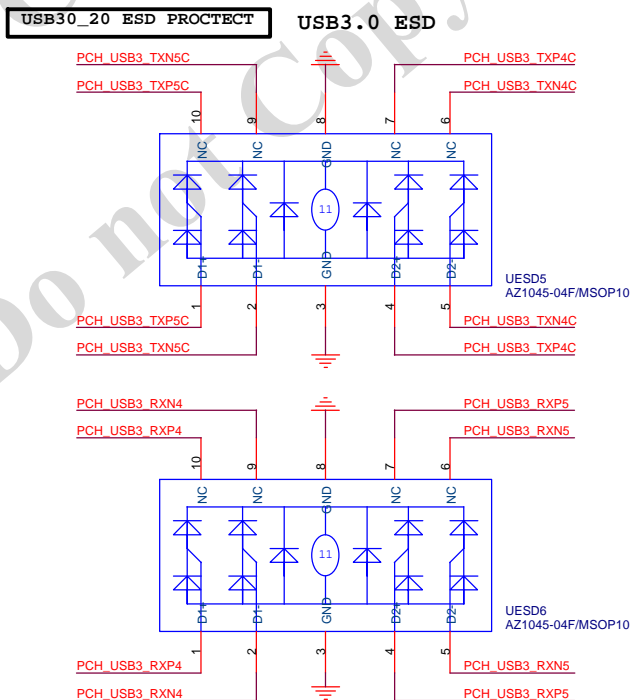 USB30_20 ESD PROCTECT
USB3.0 ESD
PCH_USB3_TXN5C
PCH_USB3_TXP4C
PCH_USB3_TXP5C
PCH_USB3_TXN4C
10 9 8 7 6
NC NC GND NC NC
11
D1+ D1- GND D2+ D2-
UESD5
AZ1045-04F/MSOP10
1 2 3 4 5
PCH_USB3_TXP5C
PCH_USB3_TXN4C
PCH_USB3_TXN5C
PCH_USB3_TXP4C
PCH_USB3_RXN4
PCH_USB3_RXP5
PCH_USB3_RXP4
PCH_USB3_RXN5
10 9 8 7 6
NC NC GND NC NC
11
D1+ D1- GND D2+ D2-
UESD6
AZ1045-04F/MSOP10
1 2 3 4 5
PCH_USB3_RXP4
PCH_USB3_RXN5
PCH_USB3_RXN4
PCH_USB3_RXP5
Do not Copy